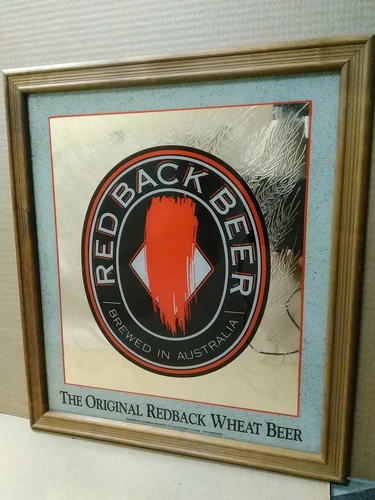 RED BACK BEER
BREWED IN AUSTRALIA
THE ORIGINAL REDBACK WHEAT BEER